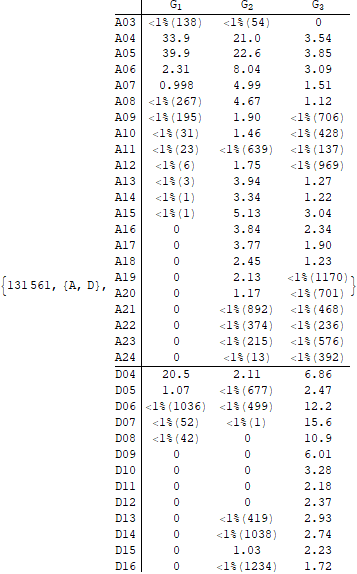 G1 G2 G3
A03 <1%(138) <1%(54) 0
A04 33.9 21.0 3.54
A05 39.9 22.6 3.85
A06 2.31 8.04 3.09
A07 0.998 4.99 1.51
A08 <1%(267) 4.67 1.12
A09 <1%(195) 1.90 <1%(706)
A10 <1%(31) 1.46 <1%(428)
A11 <1%(23) <1%(639) <1%(137)
A12 <1%(6) 1.75 <1%(969)
A13 <1%(3) 3.94 1.27
A14 <1%(1) 3.34 1.22
A15 <1%(1) 5.13 3.04
A16 0 3.84 2.34
A17 0 3.77 1.90
A18 0 2.45 1.23
{131561, {A, D}, A19 0 2.13 <1%(1170) }
A20 0 1.17 <1%(701)
A21 0 <1%(892) <1%(468)
A22 0 <1%(374) <1%(236)
A23 0 <1%(215) <1%(576)
A24 0 <1%(13) <1%(392)
D04 20.5 2.11 6.86
D05 1.07 <1%(677) 2.47
D06 <1%(1036) <1%(499) 12.2
D07 <1%(52) <1%(1) 15.6
D08 <1%(42) 0 10.9
D09 0 0 6.01
D10 0 0 3.28
D11 0 0 2.18
D12 0 0 2.37
D13 0 <1%(419) 2.93
D14 0 <1%(1038) 2.74
D15 0 1.03 2.23
D16 0 <1%(1234) 1.72